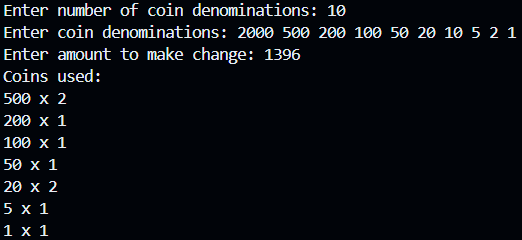 Enter number of coin denominations: 10
Enter coin denominations: 2000 500 200 100 50 20 10 5 2 1
Enter amount to make change: 1396
Coins used:
500 x 2
200 x 1
100 x 1
50 x 1
20 x 2
5 x 1
1 x 1